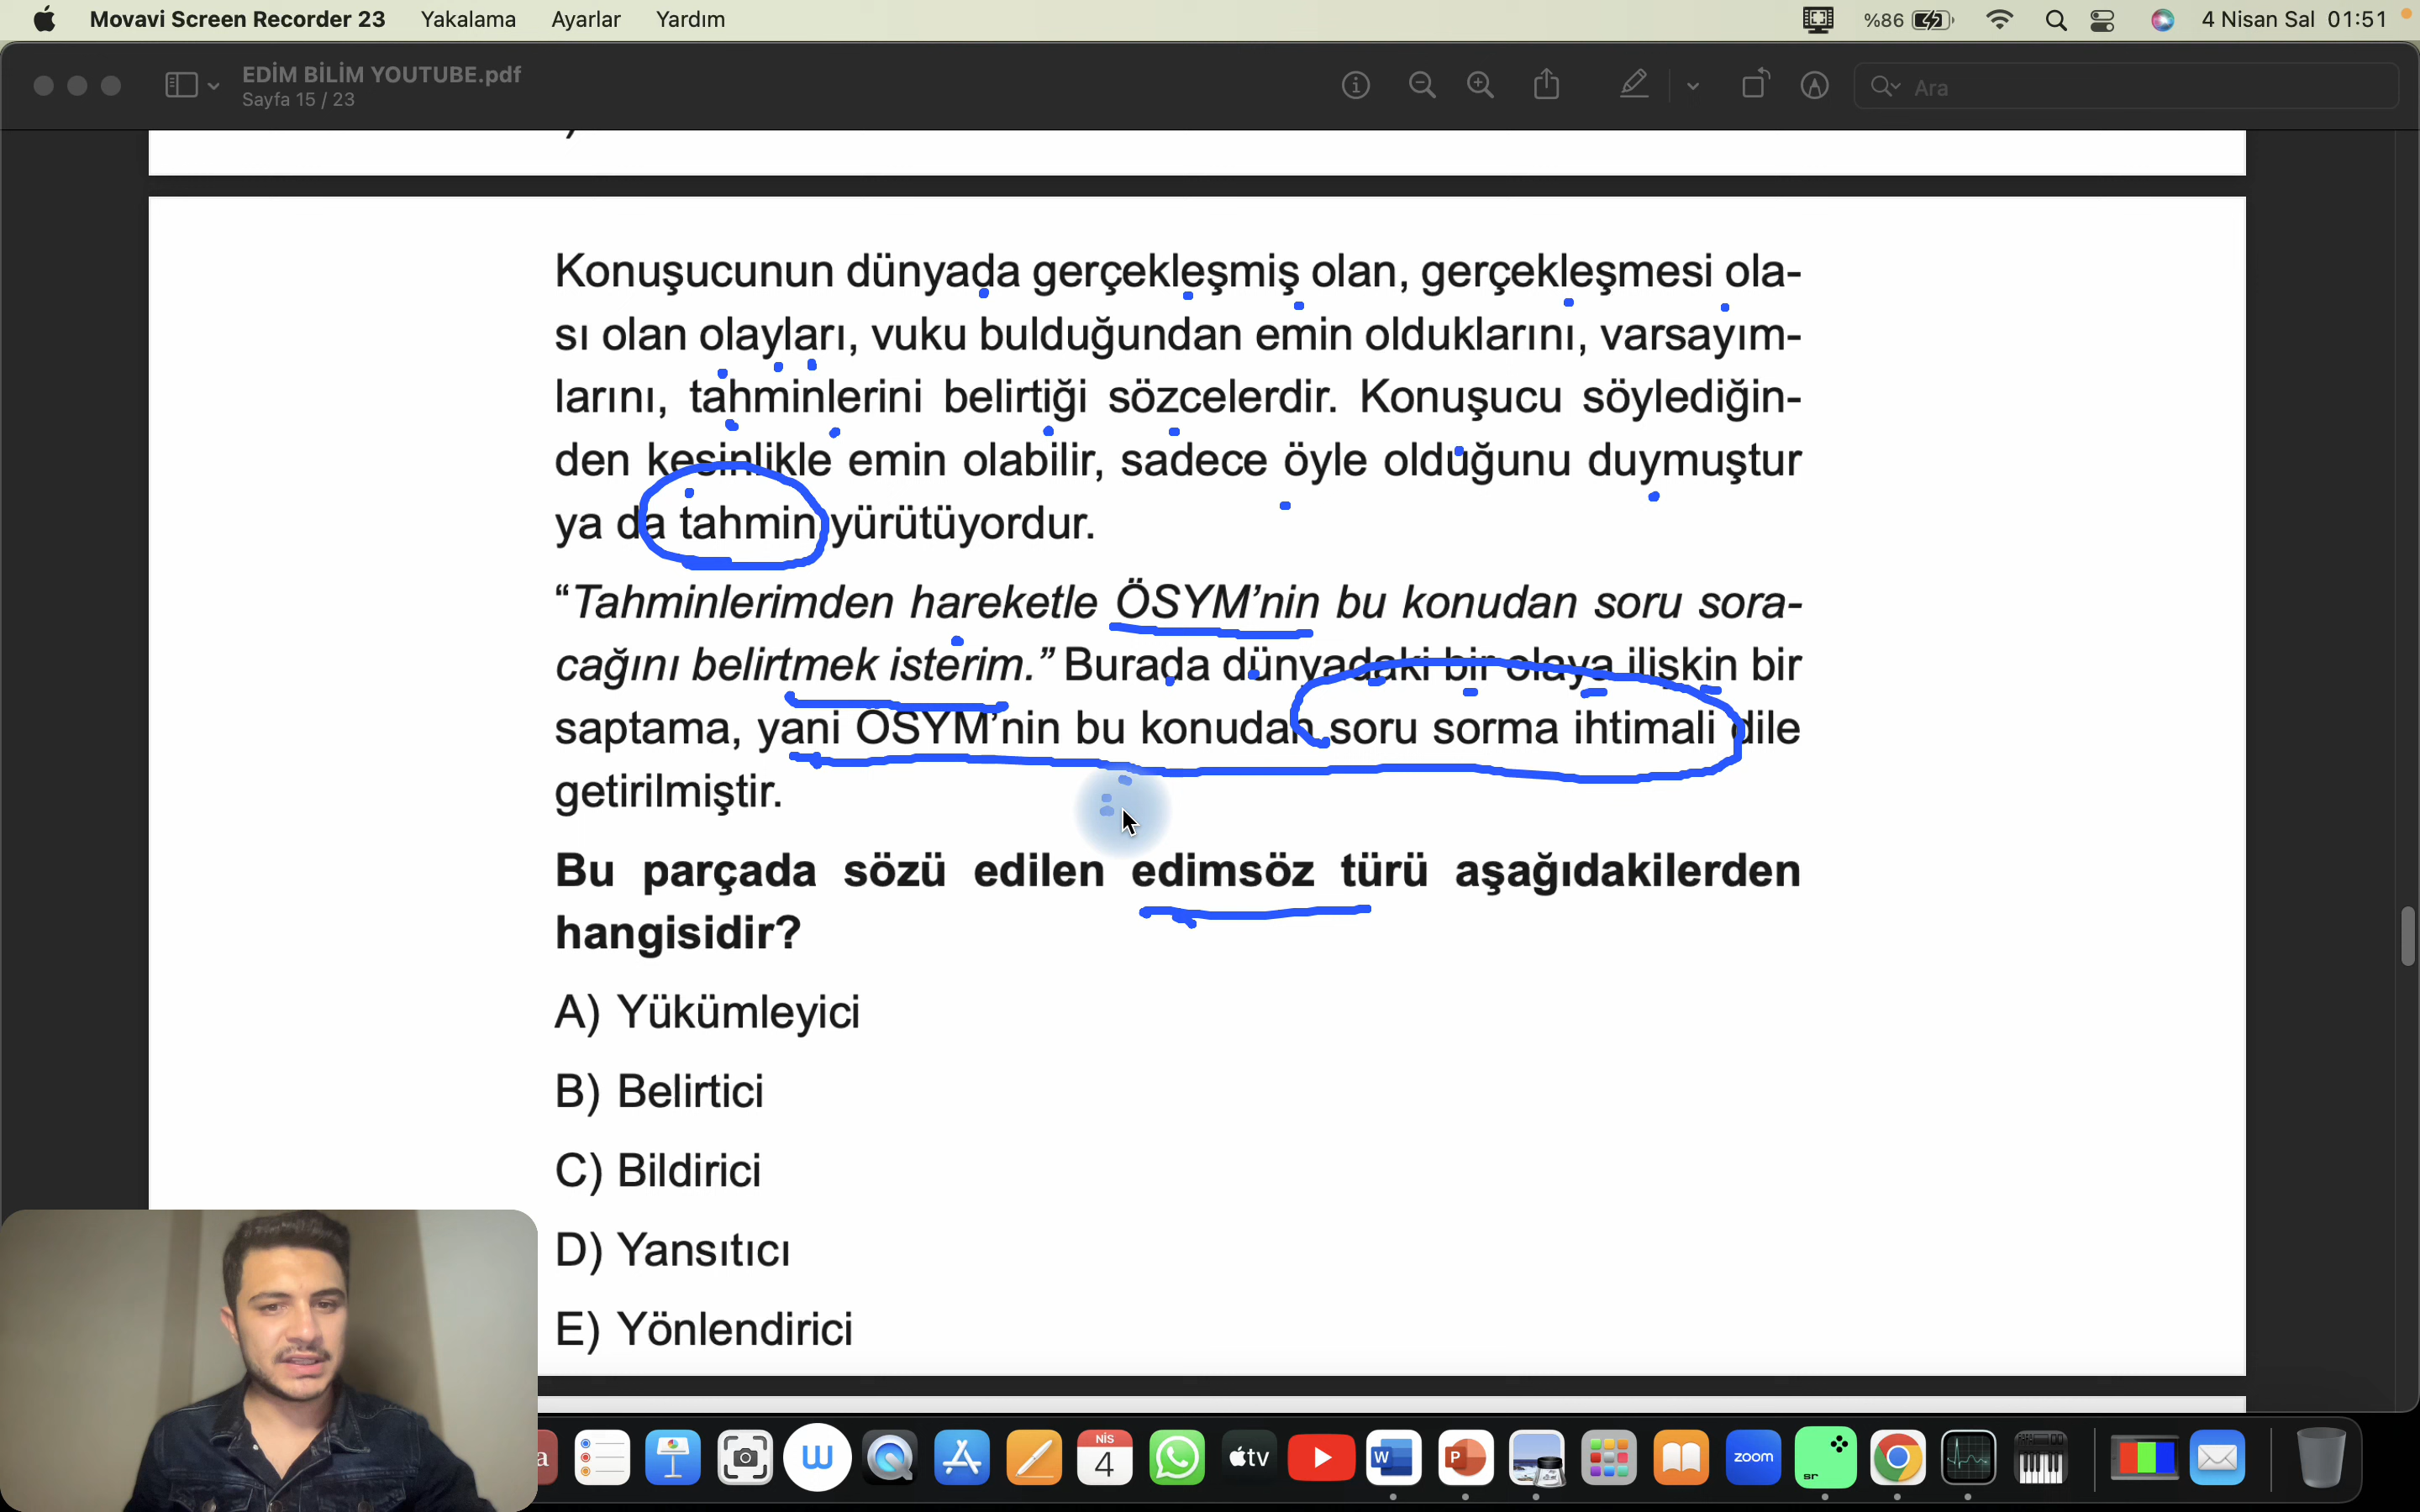 Movavi Screen Recorder 23 Yakalama Ayarlar Yardım %86 4 Nisan Sal 01:51
EDİM BİLİM YOUTUBE.pdf
Sayfa 15 / 23
Ara
Konuşucunun dünyada gerçekleşmiş olan, gerçekleşmesi ola-
sı olan olayları, vuku bulduğundan emin olduklarını, varsayım-
larını, tahminlerini belirtiği sözcelerdir. Konuşucu söylediğin-
den kesinlikle emin olabilir, sadece öyle olduğunu duymuştur
ya da tahmin yürütüyordur.
“Tahminlerimden hareketle ÖSYM’nin bu konudan soru sora-
cağını belirtmek isterim.” Burada dünyadaki bir olaya ilişkin bir
saptama, yani ÖSYM’nin bu konudan soru sorma ihtimali dile
getirilmiştir.
Bu parçada sözü edilen edimsöz türü aşağıdakilerden
hangisidir?
A) Yükümleyici
B) Belirtici
C) Bildirici
D) Yansıtıcı
E) Yönlendirici
a w NİS 4 tv W P zoom sr